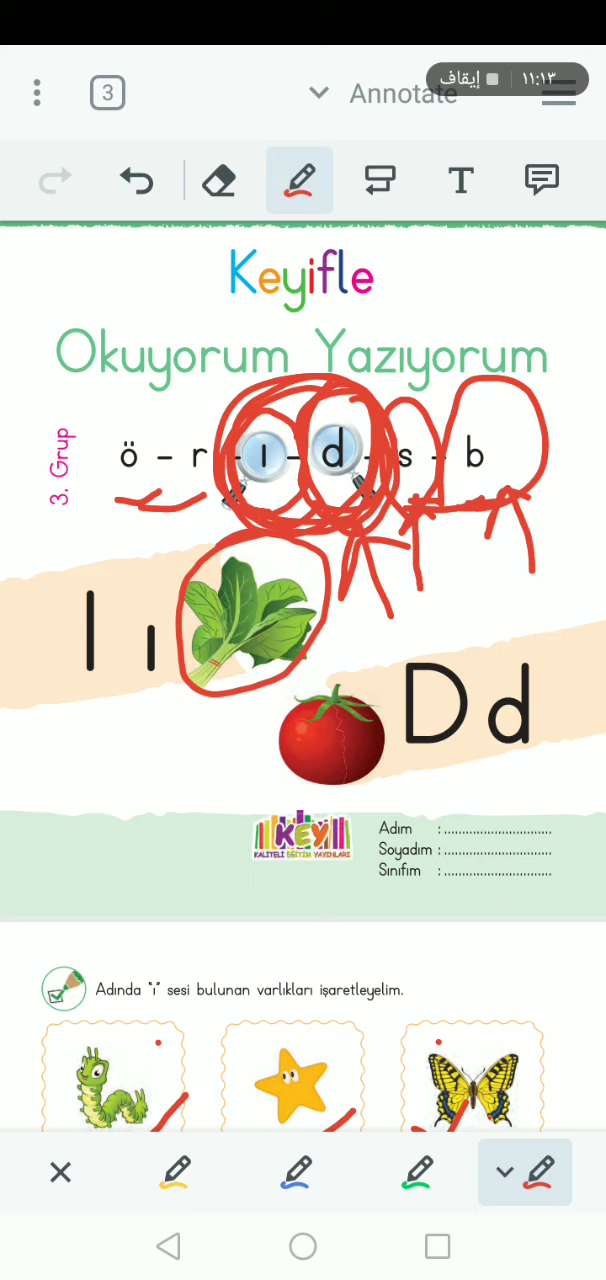 إيقاف ١١:١٣
3 Annotate
T
Keyifle
Okuyorum Yazıyorum
3. Grup
ö - r - ı - d - s - b
I ı
D d
KEY
KALİTELİ EĞİTİM YAYINLARI
Adım : ..............................
Soyadım : ..............................
Sınıfım : ..............................
Adında "ı" sesi bulunan varlıkları işaretleyelim.